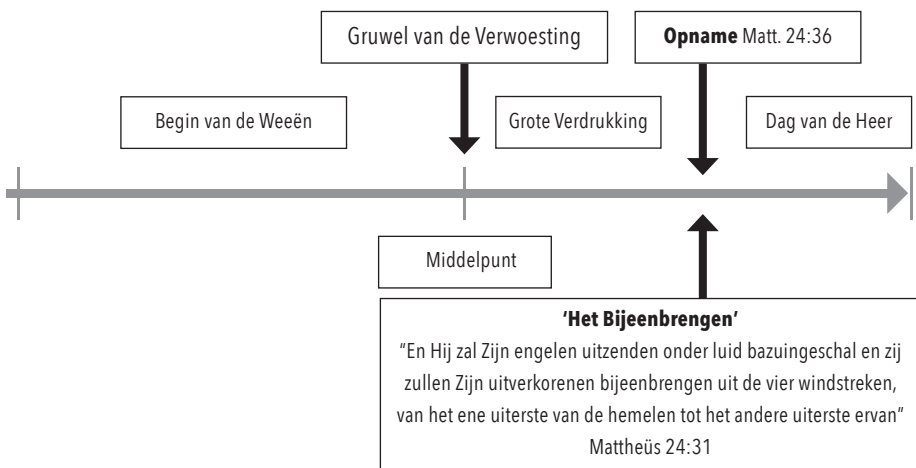 Gruwel van de Verwoesting
Opname Matt. 24:36
Begin van de Weeën
Grote Verdrukking
Dag van de Heer
Middelpunt
‘Het Bijeenbrengen’
“En Hij zal Zijn engelen uitzenden onder luid bazuingeschal en zij
zullen Zijn uitverkorenen bijeenbrengen uit de vier windstreken,
van het ene uiterste van de hemelen tot het andere uiterste ervan”
Mattheüs 24:31